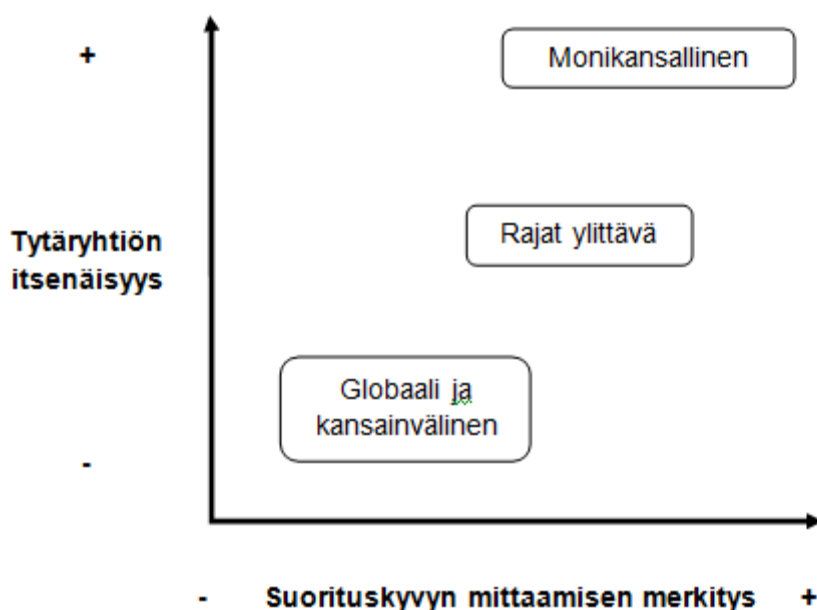 +
Monikansallinen
Tytäryhtiön
itsenäisyys
Rajat ylittävä
Globaali ja
kansainvälinen
-
- Suorituskyvyn mittaamisen merkitys +